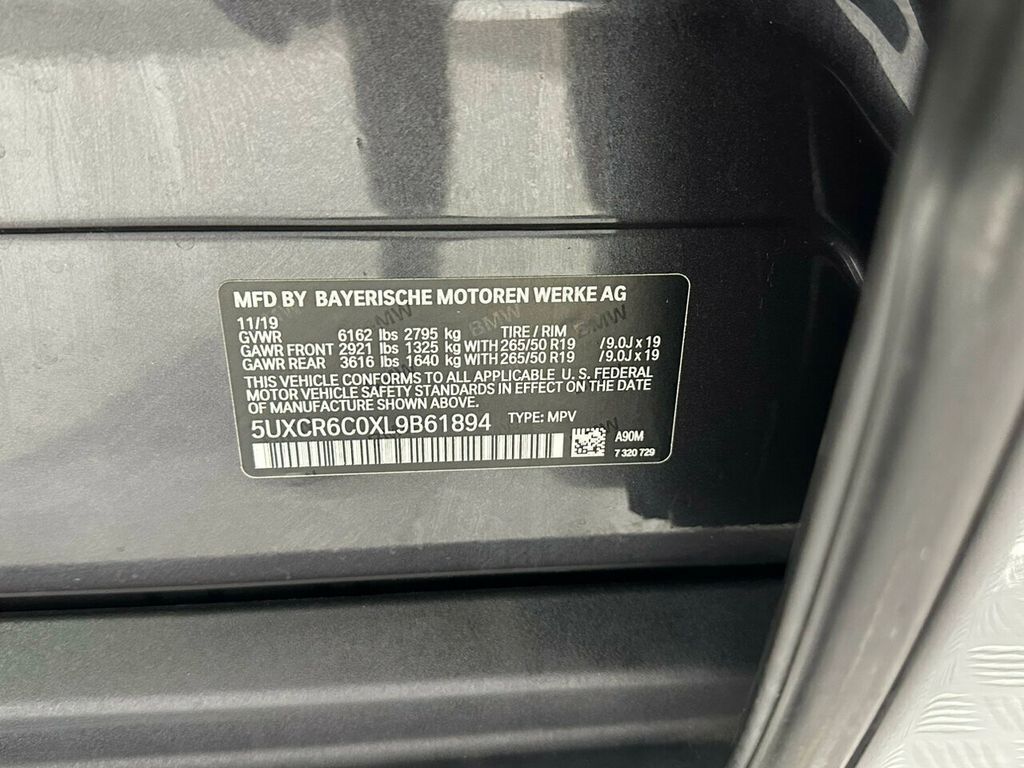 MFD BY BAYERISCHE MOTOREN WERKE AG
11/19
GVWR 6162 lbs 2795 kg TIRE / RIM
GAWR FRONT 2921 lbs 1325 kg WITH 265/50 R19 /9.0J x 19
GAWR REAR 3616 lbs 1640 kg WITH 265/50 R19 /9.0J x 19
THIS VEHICLE CONFORMS TO ALL APPLICABLE U. S. FEDERAL
MOTOR VEHICLE SAFETY STANDARDS IN EFFECT ON THE DATE
OF MANUFACTURE SHOWN ABOVE.
5UXCR6C0XL9B61894 TYPE: MPV
A90M
7 320 729